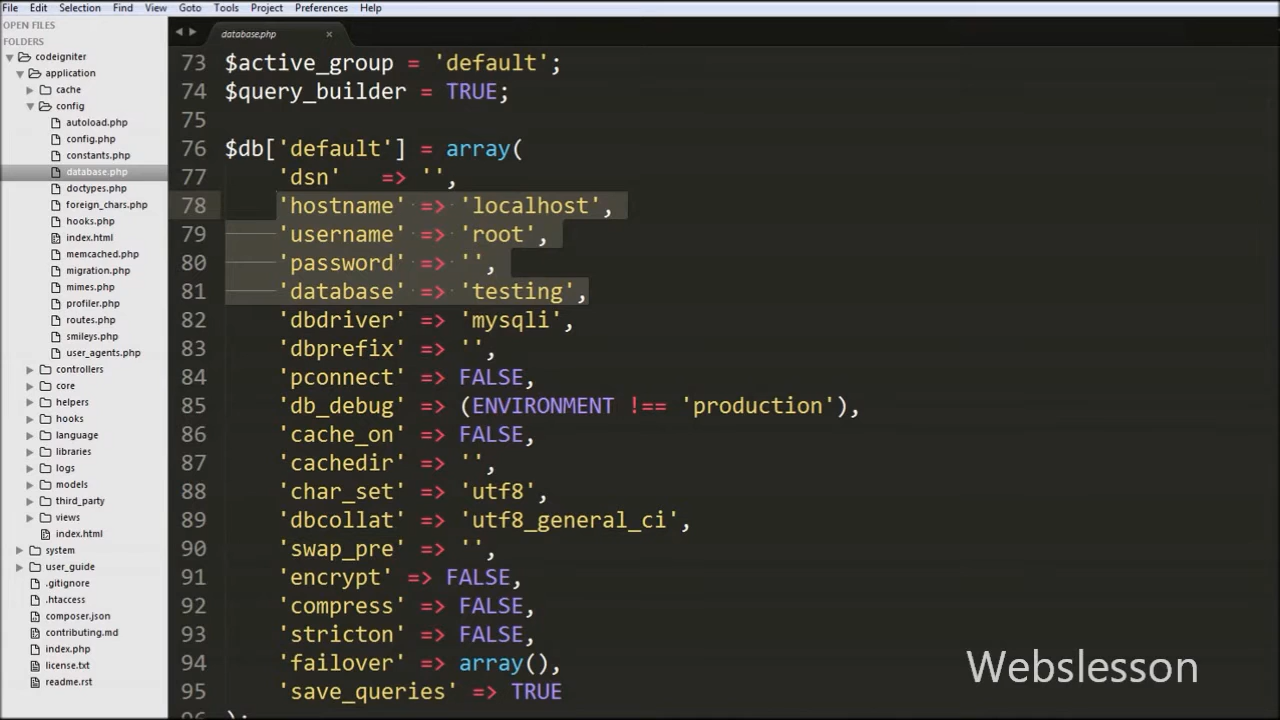 File Edit Selection Find View Goto Tools Project Preferences Help
OPEN FILES
FOLDERS
codeigniter
application
cache
config
autoload.php
config.php
constants.php
database.php
doctypes.php
foreign_chars.php
hooks.php
index.html
memcached.php
migration.php
mimes.php
profiler.php
routes.php
smileys.php
user_agents.php
controllers
core
helpers
hooks
language
libraries
logs
models
third_party
views
index.html
system
user_guide
.gitignore
.htaccess
composer.json
contributing.md
index.php
license.txt
readme.rst
database.php ×
73 $active_group = 'default';
74 $query_builder = TRUE;
75
76 $db['default'] = array(
77 'dsn' => '',
78 'hostname' => 'localhost',
79 'username' => 'root',
80 'password' => '',
81 'database' => 'testing',
82 'dbdriver' => 'mysqli',
83 'dbprefix' => '',
84 'pconnect' => FALSE,
85 'db_debug' => (ENVIRONMENT !== 'production'),
86 'cache_on' => FALSE,
87 'cachedir' => '',
88 'char_set' => 'utf8',
89 'dbcollat' => 'utf8_general_ci',
90 'swap_pre' => '',
91 'encrypt' => FALSE,
92 'compress' => FALSE,
93 'stricton' => FALSE,
94 'failover' => array(),
95 'save_queries' => TRUE
96 );
Webslesson